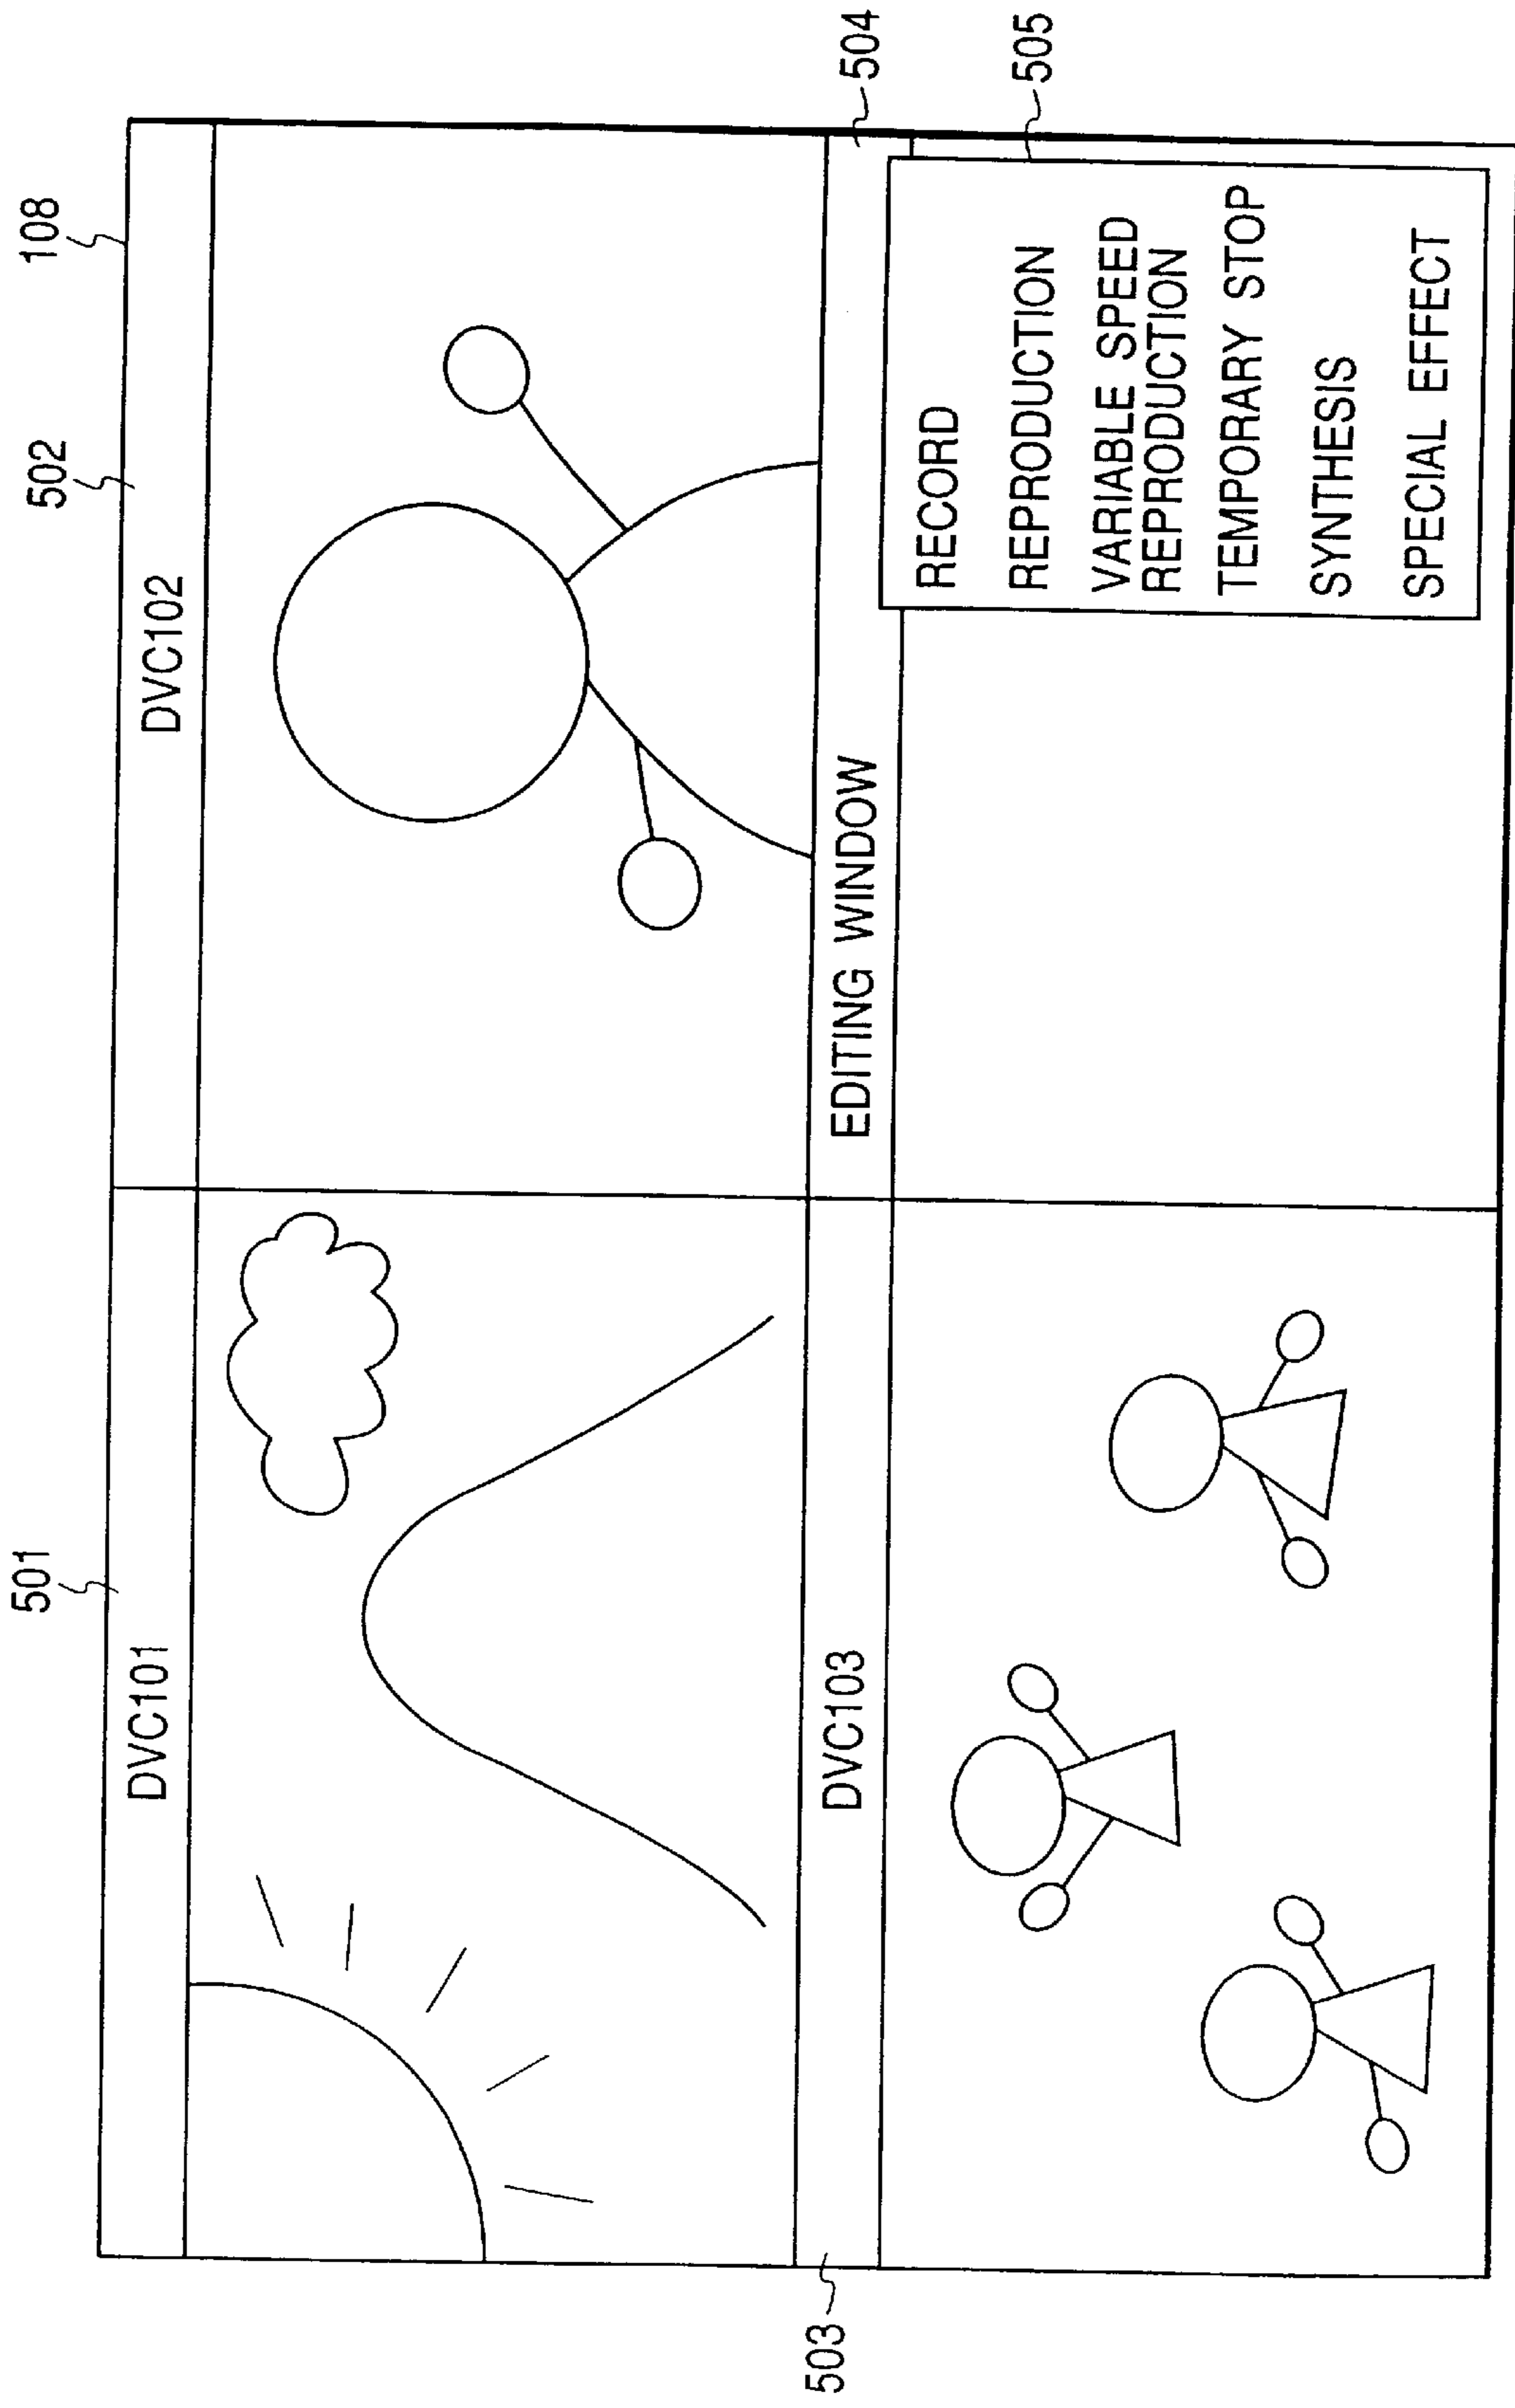 108
501
502
DVC101
DVC102
503
DVC103
EDITING WINDOW
504
505
RECORD
REPRODUCTION
VARIABLE SPEED
REPRODUCTION
TEMPORARY STOP
SYNTHESIS
SPECIAL EFFECT